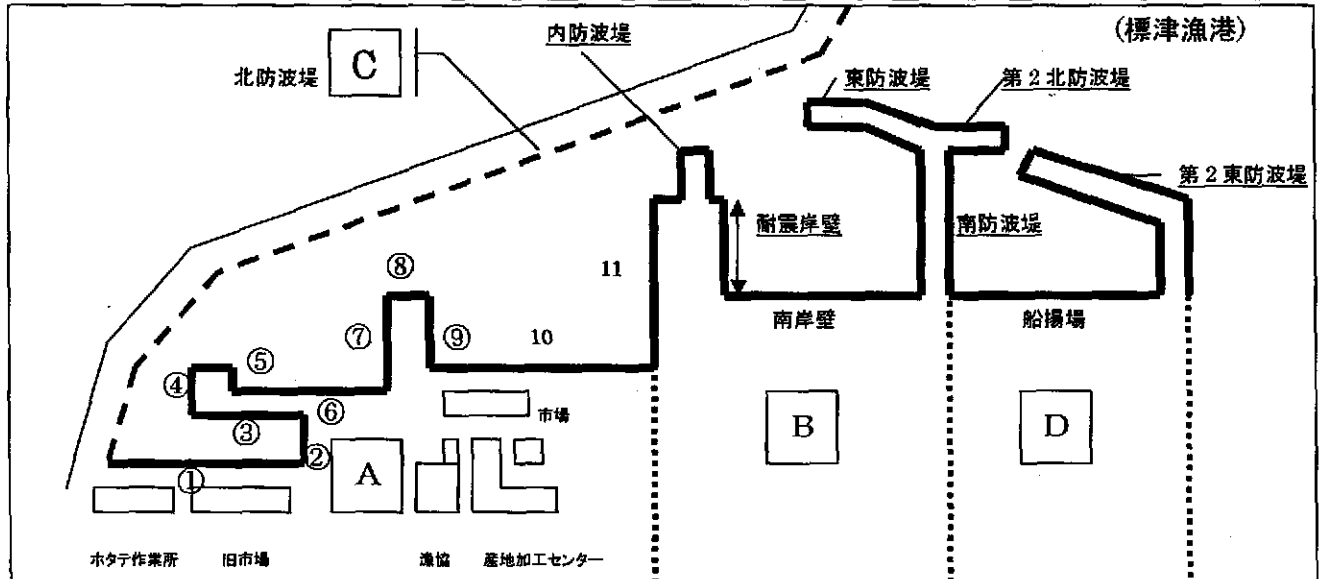 (標津漁港)
内防波堤
北防波堤
C
東防波堤
第2北防波堤
第2東防波堤
耐震岸壁
南防波堤
⑧
11
南岸壁
船揚場
⑦
⑨
10
⑤
④
⑥
市場
③
B
D
②
A
①
ホタテ作業所
旧市場
漁協
産地加工センター